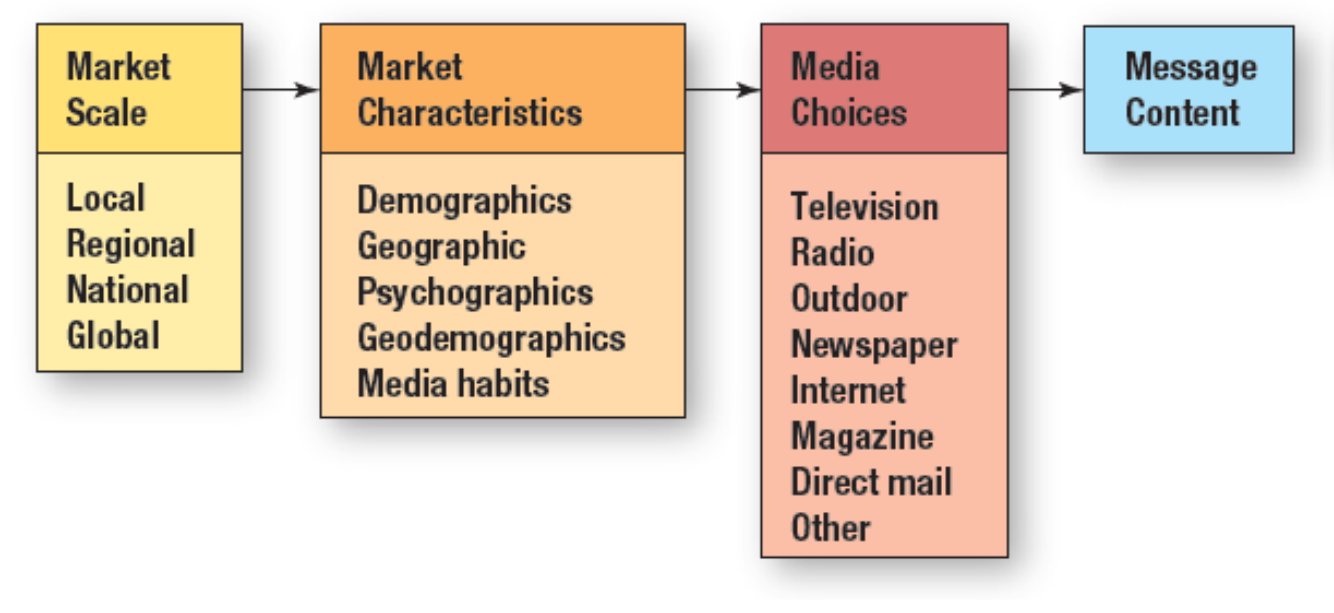 Market
Scale
Local
Regional
National
Global
Market
Characteristics
Demographics
Geographic
Psychographics
Geodemographics
Media habits
Media
Choices
Television
Radio
Outdoor
Newspaper
Internet
Magazine
Direct mail
Other
Message
Content